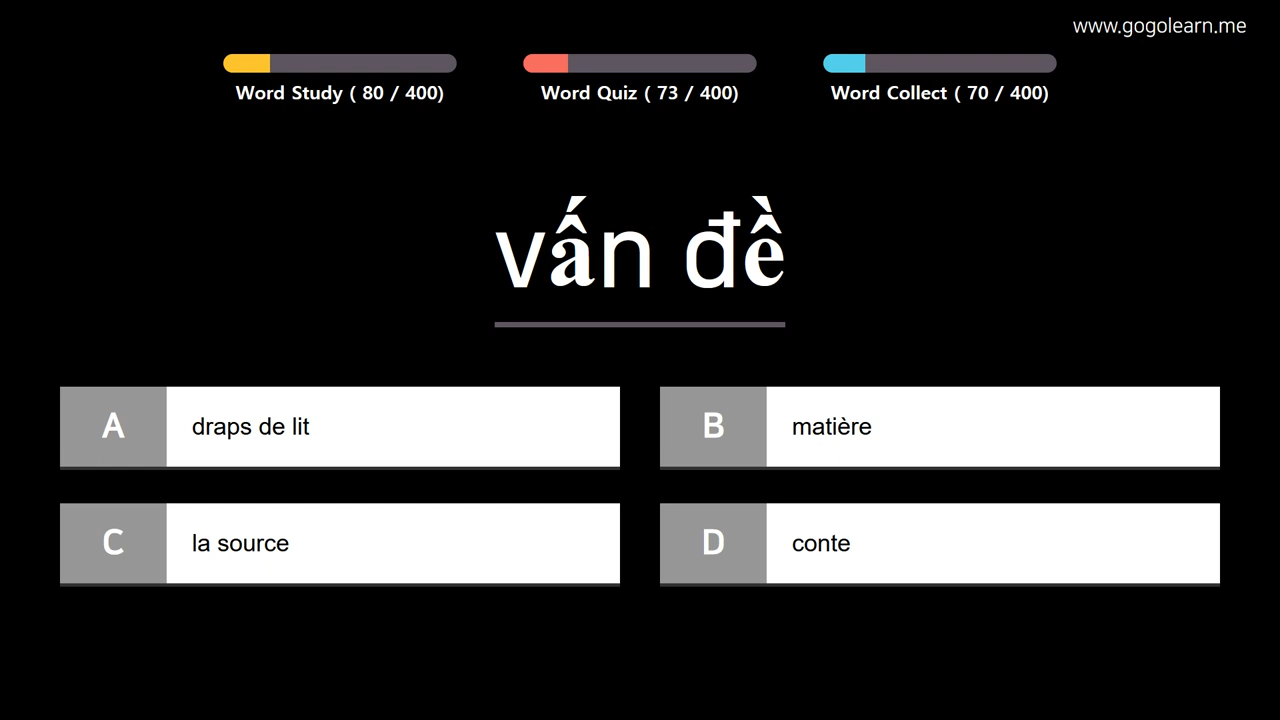 www.gogolearn.me
Word Study ( 80 / 400)
Word Quiz ( 73 / 400)
Word Collect ( 70 / 400)
vấn đề
A
draps de lit
B
matière
C
la source
D
conte